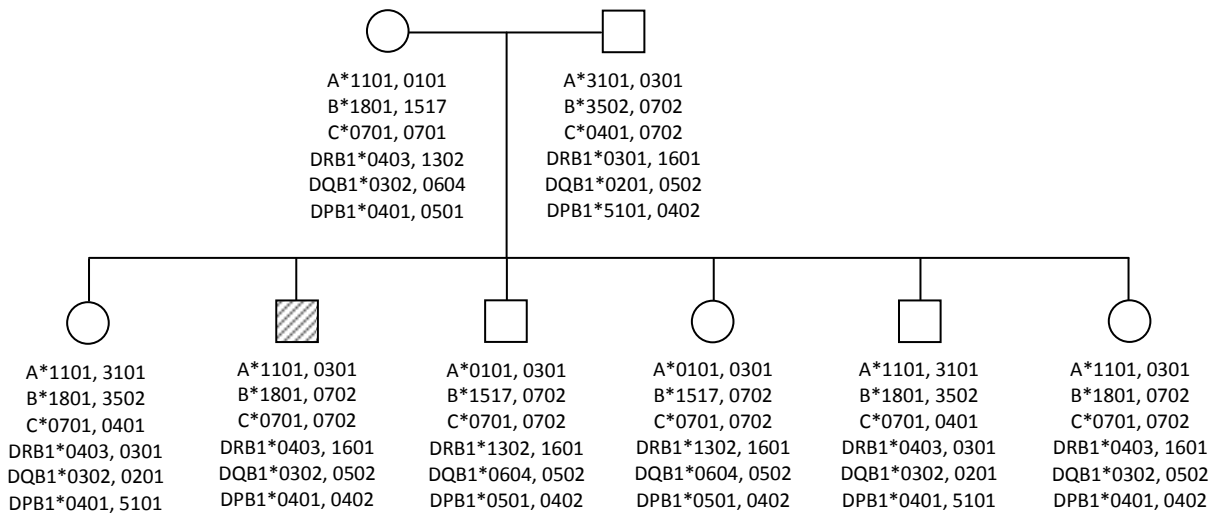 A*1101, 0101
B*1801, 1517
C*0701, 0701
DRB1*0403, 1302
DQB1*0302, 0604
DPB1*0401, 0501
A*3101, 0301
B*3502, 0702
C*0401, 0702
DRB1*0301, 1601
DQB1*0201, 0502
DPB1*5101, 0402
A*1101, 3101
B*1801, 3502
C*0701, 0401
DRB1*0403, 0301
DQB1*0302, 0201
DPB1*0401, 5101
A*1101, 0301
B*1801, 0702
C*0701, 0702
DRB1*0403, 1601
DQB1*0302, 0502
DPB1*0401, 0402
A*0101, 0301
B*1517, 0702
C*0701, 0702
DRB1*1302, 1601
DQB1*0604, 0502
DPB1*0501, 0402
A*0101, 0301
B*1517, 0702
C*0701, 0702
DRB1*1302, 1601
DQB1*0604, 0502
DPB1*0501, 0402
A*1101, 3101
B*1801, 3502
C*0701, 0401
DRB1*0403, 0301
DQB1*0302, 0201
DPB1*0401, 5101
A*1101, 0301
B*1801, 0702
C*0701, 0702
DRB1*0403, 1601
DQB1*0302, 0502
DPB1*0401, 0402